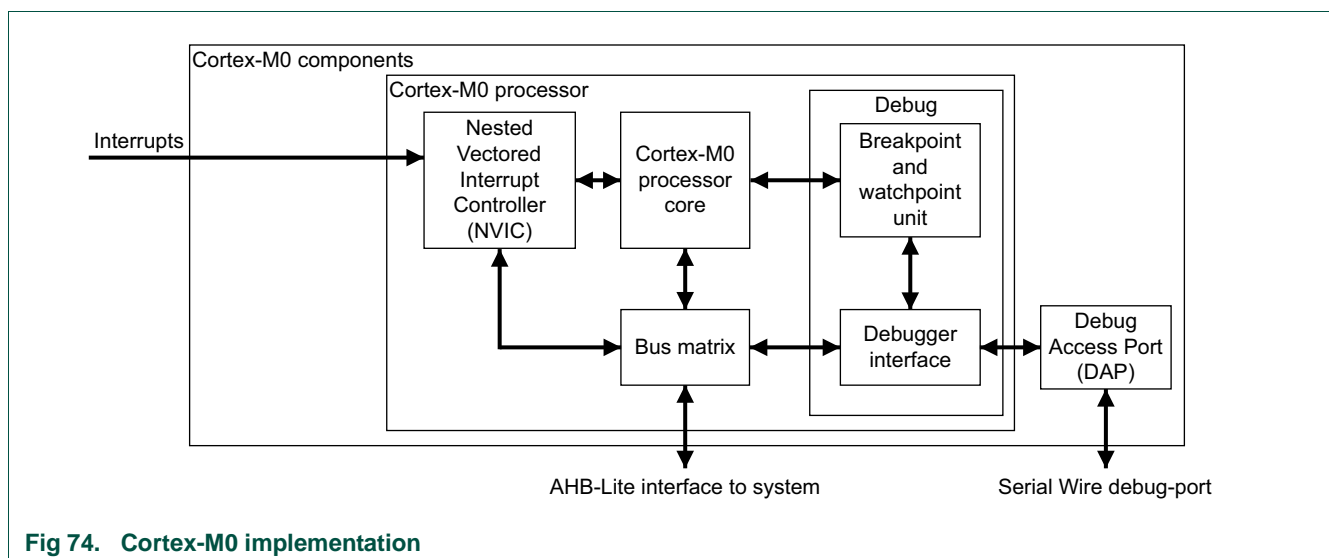 Cortex-M0 components
Cortex-M0 processor
Debug
Interrupts
Nested
Vectored
Interrupt
Controller
(NVIC)
Cortex-M0
processor
core
Breakpoint
and
watchpoint
unit
Bus matrix
Debugger
interface
Debug
Access Port
(DAP)
AHB-Lite interface to system
Serial Wire debug-port
Fig 74. Cortex-M0 implementation